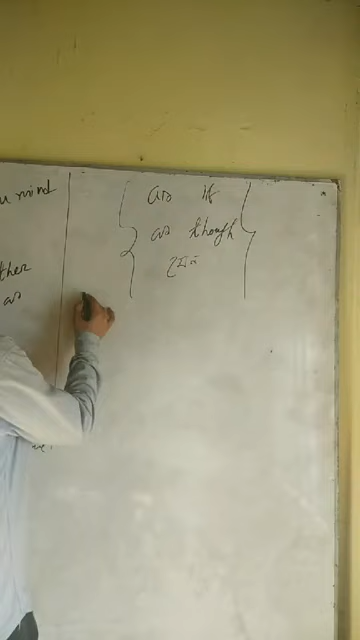 u mind
ther
as
as if
as though